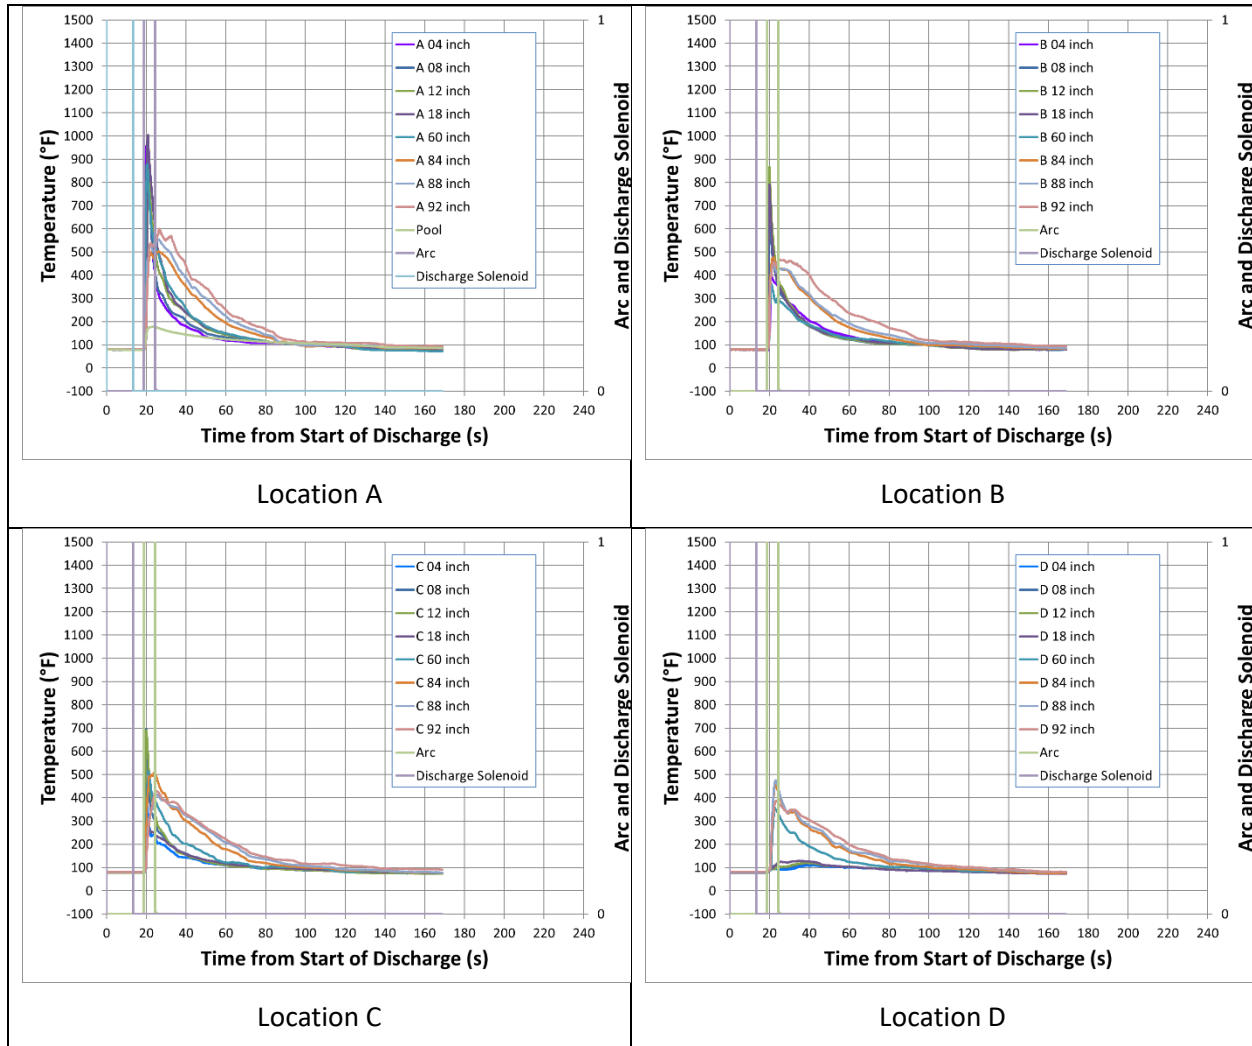 1500
1400
1300
1200
1100
1000
900
800
700
600
500
400
300
200
100
0
-100
Temperature (°F)
A 04 inch
A 08 inch
A 12 inch
A 18 inch
A 60 inch
A 84 inch
A 88 inch
A 92 inch
Pool
Arc
Discharge Solenoid
1
0
Arc and Discharge Solenoid
0 20 40 60 80 100 120 140 160 180 200 220 240
Time from Start of Discharge (s)
Location A
1500
1400
1300
1200
1100
1000
900
800
700
600
500
400
300
200
100
0
-100
Temperature (°F)
B 04 inch
B 08 inch
B 12 inch
B 18 inch
B 60 inch
B 84 inch
B 88 inch
B 92 inch
Arc
Discharge Solenoid
1
0
Arc and Discharge Solenoid
0 20 40 60 80 100 120 140 160 180 200 220 240
Time from Start of Discharge (s)
Location B
1500
1400
1300
1200
1100
1000
900
800
700
600
500
400
300
200
100
0
-100
Temperature (°F)
C 04 inch
C 08 inch
C 12 inch
C 18 inch
C 60 inch
C 84 inch
C 88 inch
C 92 inch
Arc
Discharge Solenoid
1
0
Arc and Discharge Solenoid
0 20 40 60 80 100 120 140 160 180 200 220 240
Time from Start of Discharge (s)
Location C
1500
1400
1300
1200
1100
1000
900
800
700
600
500
400
300
200
100
0
-100
Temperature (°F)
D 04 inch
D 08 inch
D 12 inch
D 18 inch
D 60 inch
D 84 inch
D 88 inch
D 92 inch
Arc
Discharge Solenoid
1
0
Arc and Discharge Solenoid
0 20 40 60 80 100 120 140 160 180 200 220 240
Time from Start of Discharge (s)
Location D